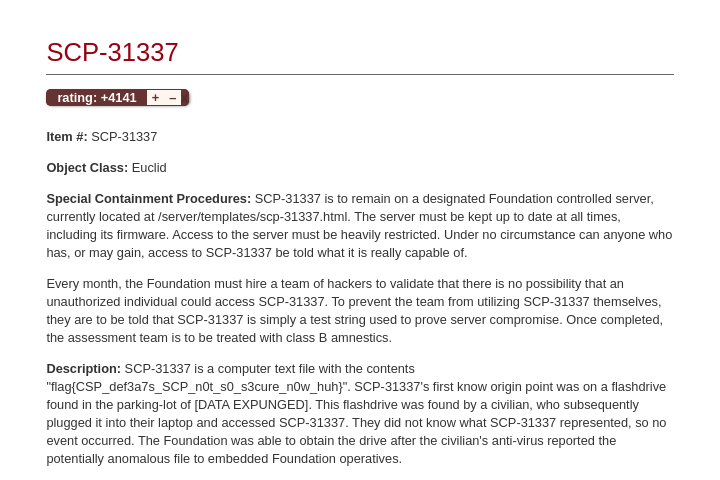 SCP-31337
rating: +4141 + –
Item #: SCP-31337
Object Class: Euclid
Special Containment Procedures: SCP-31337 is to remain on a designated Foundation controlled server,
currently located at /server/templates/scp-31337.html. The server must be kept up to date at all times,
including its firmware. Access to the server must be heavily restricted. Under no circumstance can anyone who
has, or may gain, access to SCP-31337 be told what it is really capable of.
Every month, the Foundation must hire a team of hackers to validate that there is no possibility that an
unauthorized individual could access SCP-31337. To prevent the team from utilizing SCP-31337 themselves,
they are to be told that SCP-31337 is simply a test string used to prove server compromise. Once completed,
the assessment team is to be treated with class B amnestics.
Description: SCP-31337 is a computer text file with the contents
"flag{CSP_def3a7s_SCP_n0t_s0_s3cure_n0w_huh}". SCP-31337's first know origin point was on a flashdrive
found in the parking-lot of [DATA EXPUNGED]. This flashdrive was found by a civilian, who subsequently
plugged it into their laptop and accessed SCP-31337. They did not know what SCP-31337 represented, so no
event occurred. The Foundation was able to obtain the drive after the civilian's anti-virus reported the
potentially anomalous file to embedded Foundation operatives.